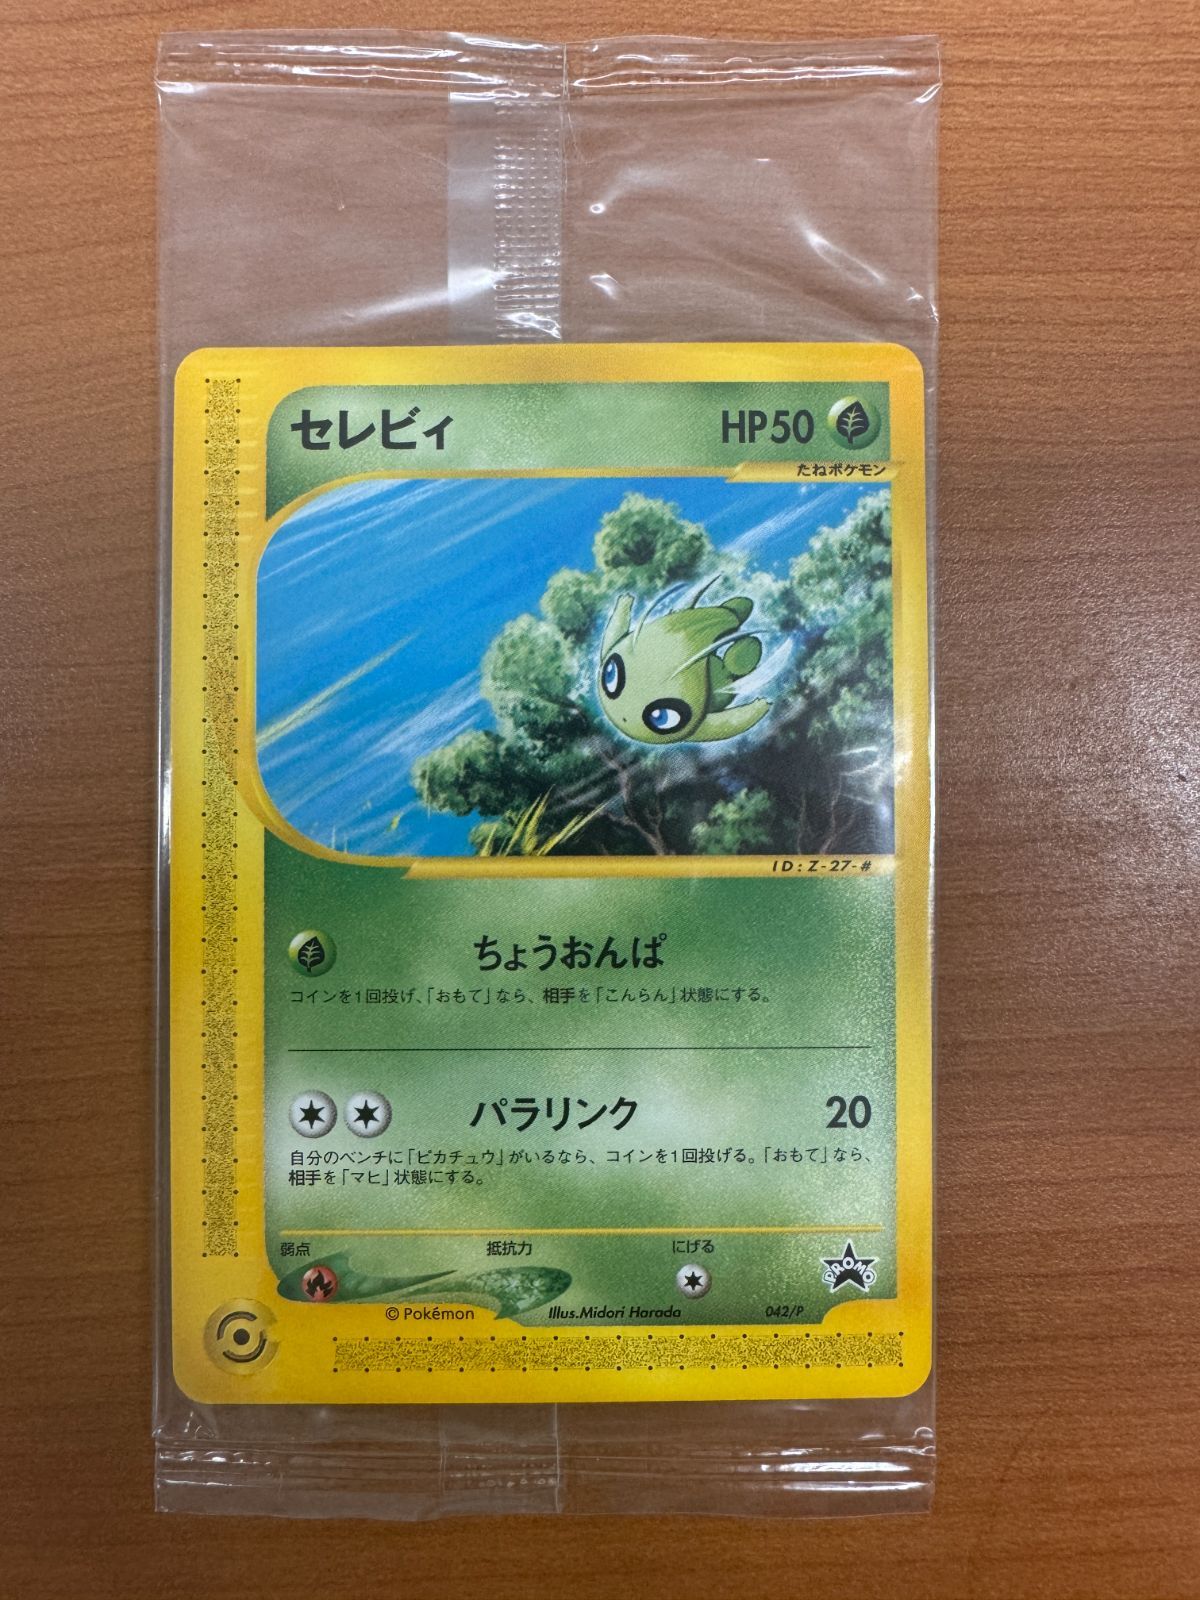 セレビィ
HP50
たねポケモン
ID:Z-27-#
ちょうおんぱ
コインを1回投げ、「おもて」なら、相手を「こんらん」状態にする。
パラリンク 20
自分のベンチに「ピカチュウ」がいるなら、コインを1回投げる。「おもて」なら、
相手を「マヒ」状態にする。
弱点 抵抗力 にげる
PROMO
© Pokémon Illus.Midori Harada 042/P